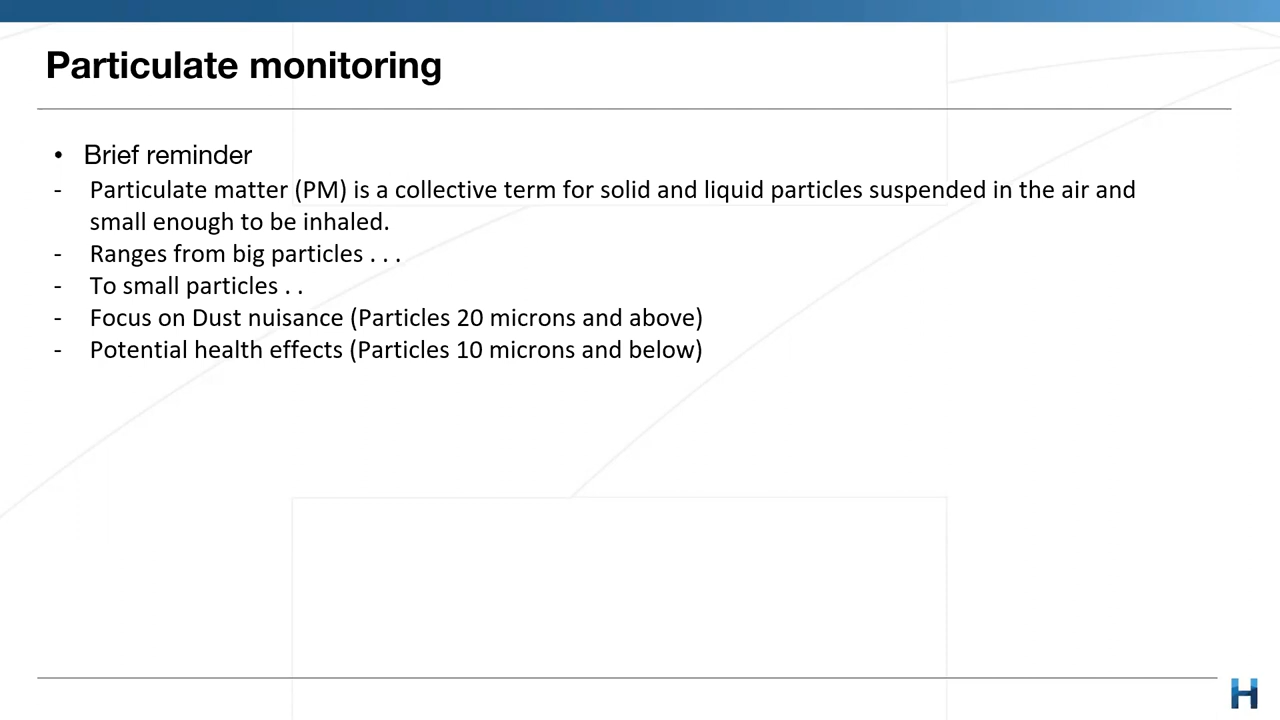 Particulate monitoring
• Brief reminder
- Particulate matter (PM) is a collective term for solid and liquid particles suspended in the air and
small enough to be inhaled.
- Ranges from big particles . . .
- To small particles . .
- Focus on Dust nuisance (Particles 20 microns and above)
- Potential health effects (Particles 10 microns and below)
H